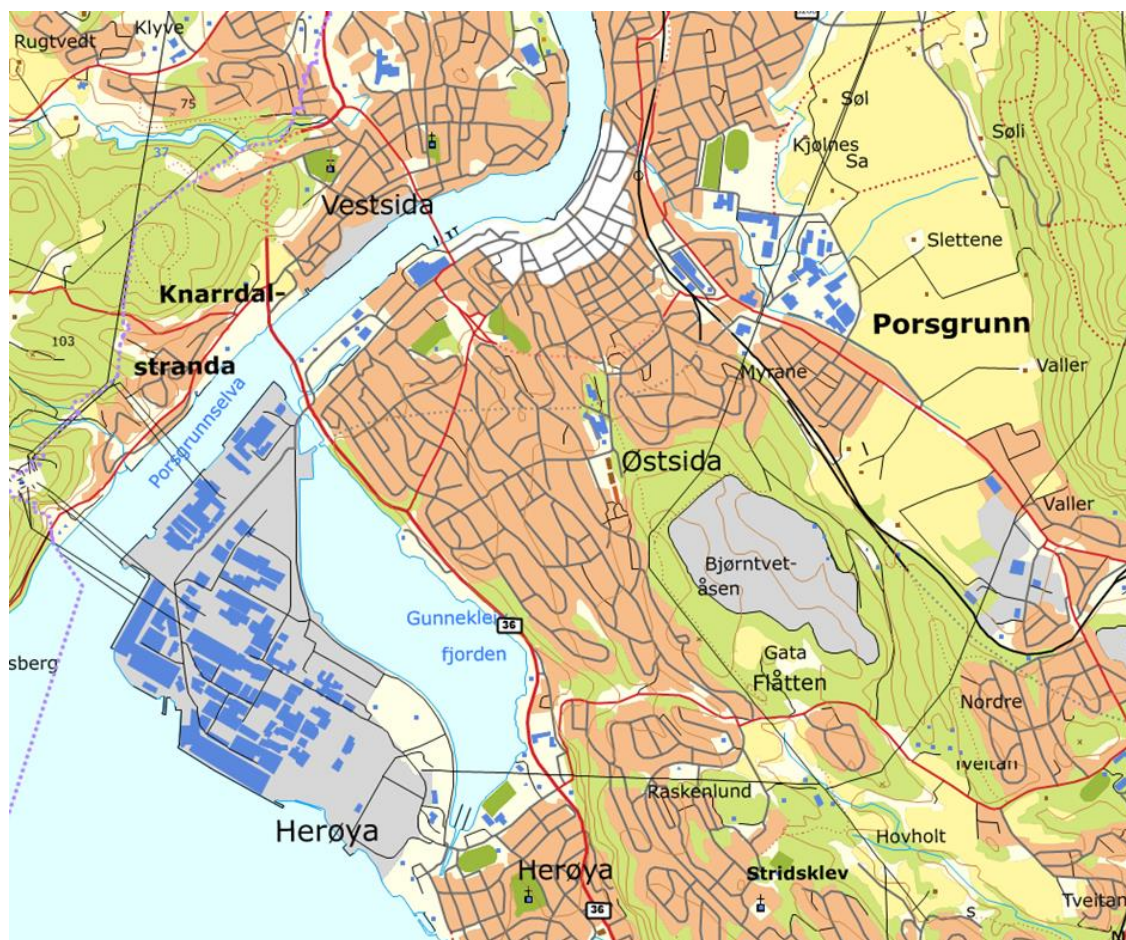 Klyve
Rugtvedt
75
37
Søl
Søli
Kjølnes
Sa
Vestsida
Slettene
Knarrdal-
stranda
103
Porsgrunn
Valler
Myrane
Porsgrunnselva
Østsida
Valler
Bjørntvet-
åsen
Gunneklev-
fjorden
36
sberg
Gata
Flåtten
Nordre
Tveitan
Raskenlund
Herøya
Hovholt
Herøya
Stridsklev
Tveitan
36
s
M